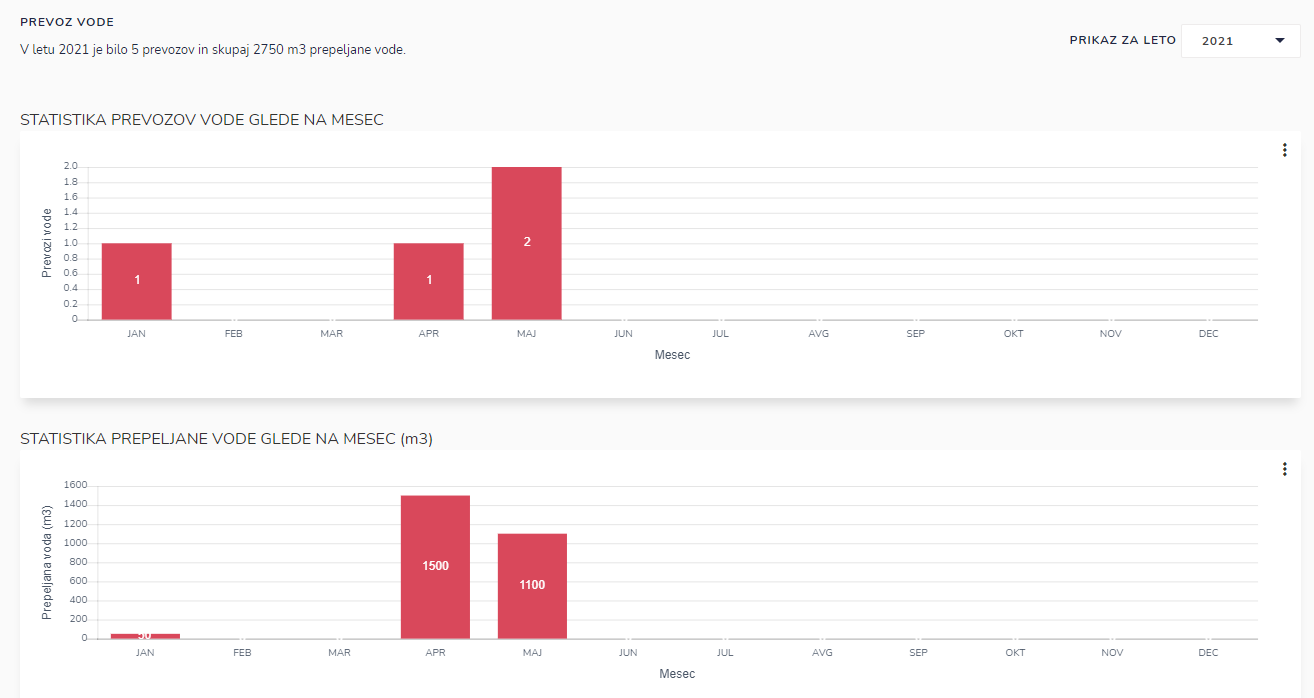 PREVOZ VODE
V letu 2021 je bilo 5 prevozov in skupaj 2750 m3 prepeljane vode.
PRIKAZ ZA LETO 2021
STATISTIKA PREVOZOV VODE GLEDE NA MESEC
Prevozi vode
2.0
1.8
1.6
1.4
1.2
1.0
0.8
0.6
0.4
0.2
0
1 1 2
JAN FEB MAR APR MAJ JUN JUL AVG SEP OKT NOV DEC
Mesec
STATISTIKA PREPELJANE VODE GLEDE NA MESEC (m3)
Prepeljana voda (m3)
1600
1400
1200
1000
800
600
400
200
0
50 1500 1100
JAN FEB MAR APR MAJ JUN JUL AVG SEP OKT NOV DEC
Mesec